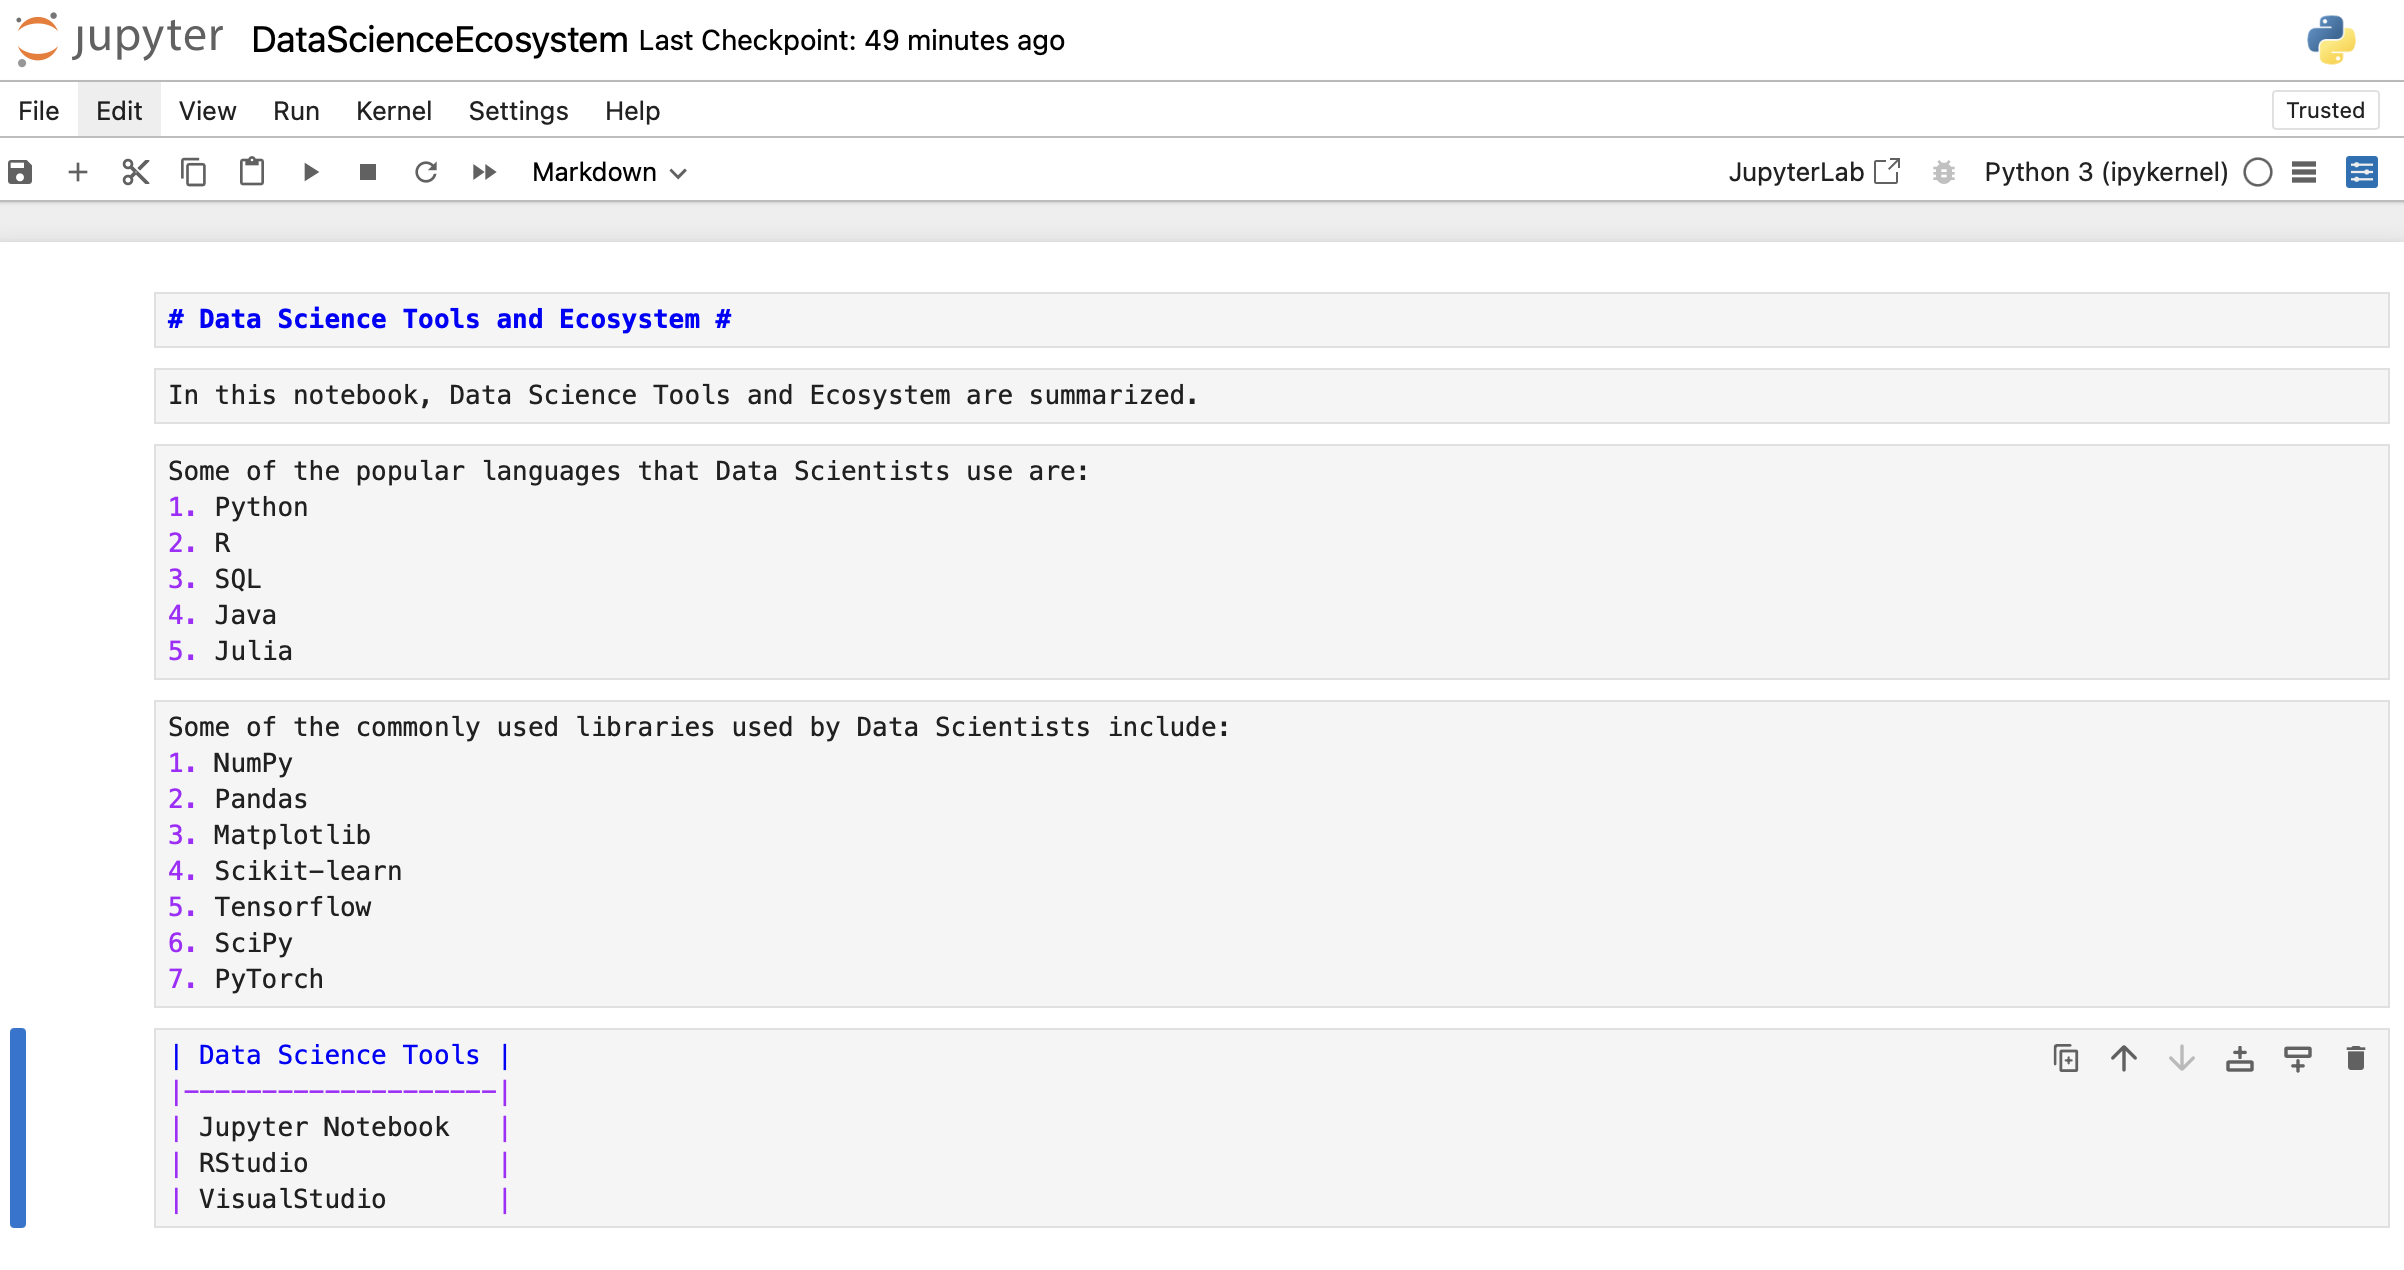 jupyter DataScienceEcosystem Last Checkpoint: 49 minutes ago
File Edit View Run Kernel Settings Help Trusted
Markdown JupyterLab Python 3 (ipykernel)
# Data Science Tools and Ecosystem #
In this notebook, Data Science Tools and Ecosystem are summarized.
Some of the popular languages that Data Scientists use are:
1. Python
2. R
3. SQL
4. Java
5. Julia
Some of the commonly used libraries used by Data Scientists include:
1. NumPy
2. Pandas
3. Matplotlib
4. Scikit-learn
5. Tensorflow
6. SciPy
7. PyTorch
| Data Science Tools |
|--------------------|
| Jupyter Notebook   |
| RStudio            |
| VisualStudio       |